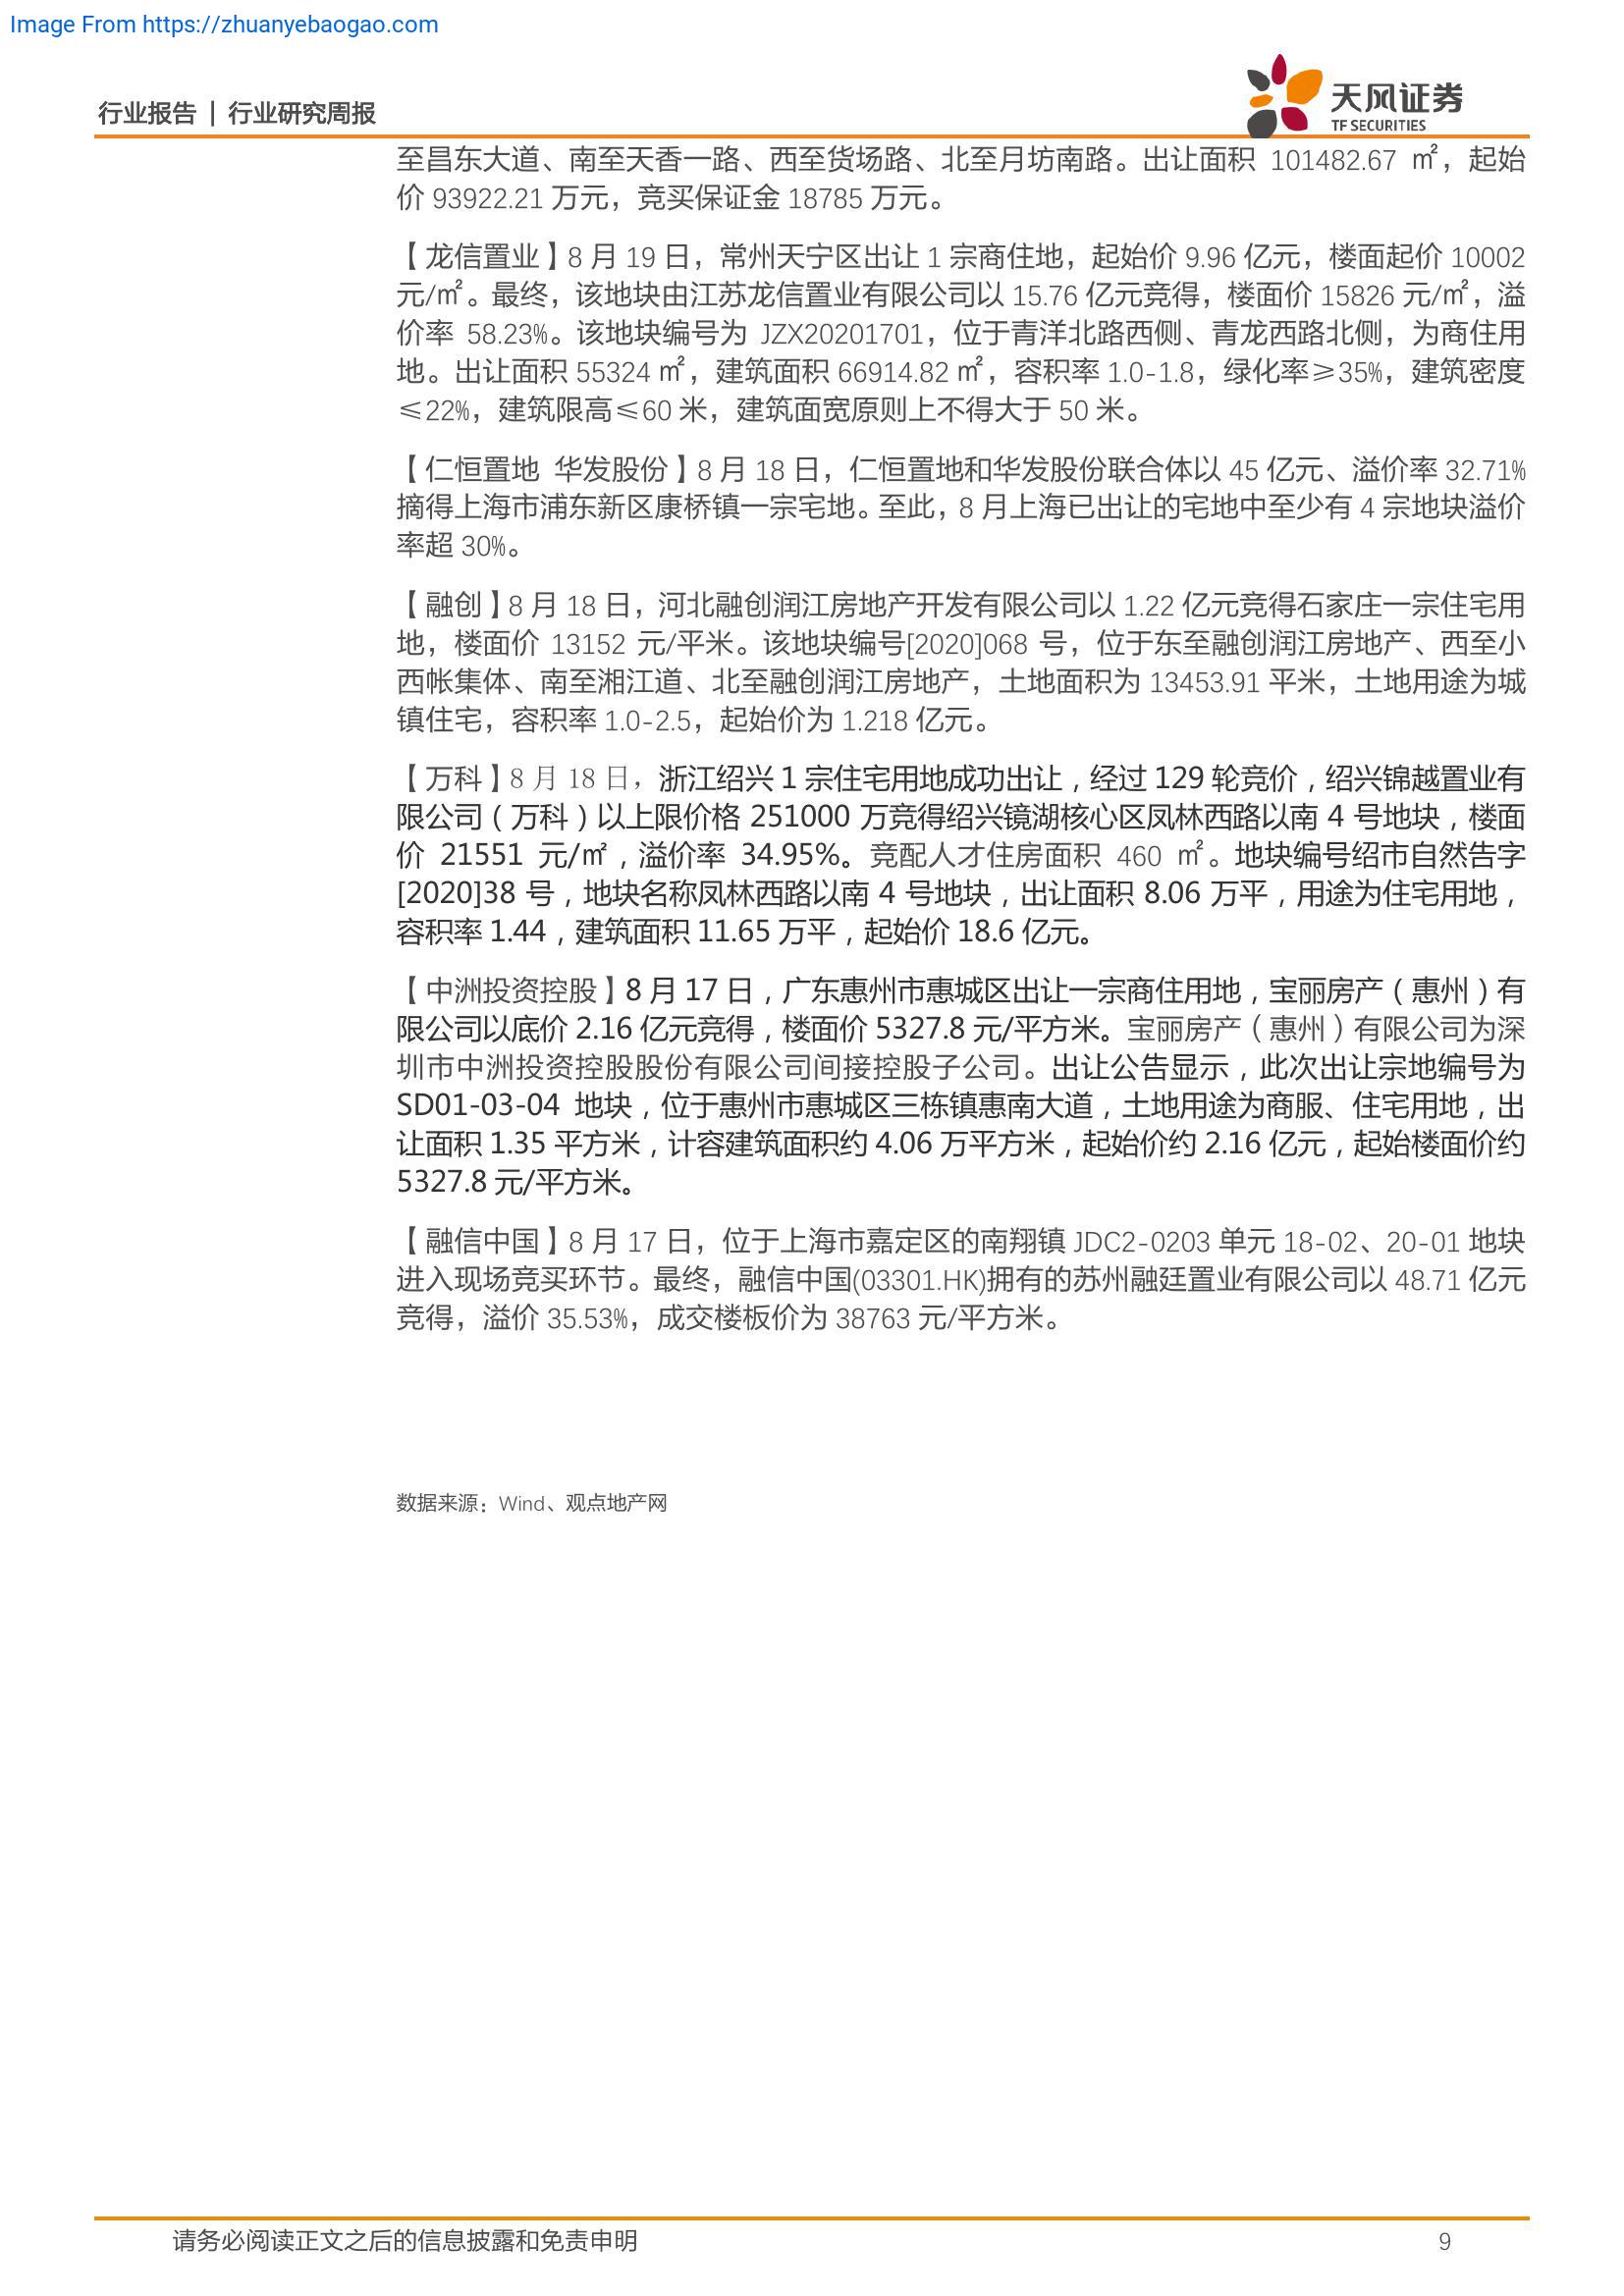 Image From https://zhuanyebaogao.com
行业报告 | 行业研究周报
天风证券
TF SECURITIES
至昌东大道、南至天香一路、西至货场路、北至月坊南路。出让面积 101482.67 ㎡，起始
价 93922.21 万元，竞买保证金 18785 万元。
【龙信置业】8 月 19 日，常州天宁区出让 1 宗商住地，起始价 9.96 亿元，楼面起价 10002
元/㎡。最终，该地块由江苏龙信置业有限公司以 15.76 亿元竞得，楼面价 15826 元/㎡，溢
价率 58.23%。该地块编号为 JZX20201701，位于青洋北路西侧、青龙西路北侧，为商住用
地。出让面积 55324 ㎡，建筑面积 66914.82 ㎡，容积率 1.0-1.8，绿化率≥35%，建筑密度
≤22%，建筑限高≤60 米，建筑面宽原则上不得大于 50 米。
【仁恒置地 华发股份】8 月 18 日，仁恒置地和华发股份联合体以 45 亿元、溢价率 32.71%
摘得上海市浦东新区康桥镇一宗宅地。至此，8 月上海已出让的宅地中至少有 4 宗地块溢价
率超 30%。
【融创】8 月 18 日，河北融创润江房地产开发有限公司以 1.22 亿元竞得石家庄一宗住宅用
地，楼面价 13152 元/平米。该地块编号[2020]068 号，位于东至融创润江房地产、西至小
西帐集体、南至湘江道、北至融创润江房地产，土地面积为 13453.91 平米，土地用途为城
镇住宅，容积率 1.0-2.5，起始价为 1.218 亿元。
【万科】8 月 18 日，浙江绍兴 1 宗住宅用地成功出让，经过 129 轮竞价，绍兴锦越置业有
限公司（万科）以上限价格 251000 万竞得绍兴镜湖核心区凤林西路以南 4 号地块，楼面
价 21551 元/㎡，溢价率 34.95%。竞配人才住房面积 460 ㎡。地块编号绍市自然告字
[2020]38 号，地块名称凤林西路以南 4 号地块，出让面积 8.06 万平，用途为住宅用地，
容积率 1.44，建筑面积 11.65 万平，起始价 18.6 亿元。
【中洲投资控股】8 月 17 日，广东惠州市惠城区出让一宗商住用地，宝丽房产（惠州）有
限公司以底价 2.16 亿元竞得，楼面价 5327.8 元/平方米。宝丽房产（惠州）有限公司为深
圳市中洲投资控股股份有限公司间接控股子公司。出让公告显示，此次出让宗地编号为
SD01-03-04 地块，位于惠州市惠城区三栋镇惠南大道，土地用途为商服、住宅用地，出
让面积 1.35 平方米，计容建筑面积约 4.06 万平方米，起始价约 2.16 亿元，起始楼面价约
5327.8 元/平方米。
【融信中国】8 月 17 日，位于上海市嘉定区的南翔镇 JDC2-0203 单元 18-02、20-01 地块
进入现场竞买环节。最终，融信中国(03301.HK)拥有的苏州融廷置业有限公司以 48.71 亿元
竞得，溢价 35.53%，成交楼板价为 38763 元/平方米。
数据来源：Wind、观点地产网
请务必阅读正文之后的信息披露和免责申明
9